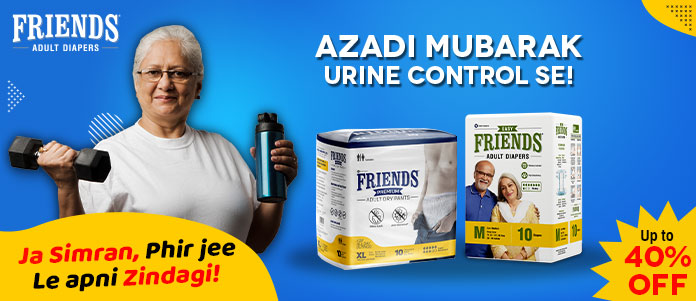 FRIENDS
ADULT DIAPERS
AZADI MUBARAK
URINE CONTROL SE!
FRIENDS
PREMIUM
ADULT DRY PANTS
XL
10
EASY
FRIENDS
ADULT DIAPERS
M
10
Ja Simran, Phir jee
Le apni Zindagi!
Up to
40%
OFF